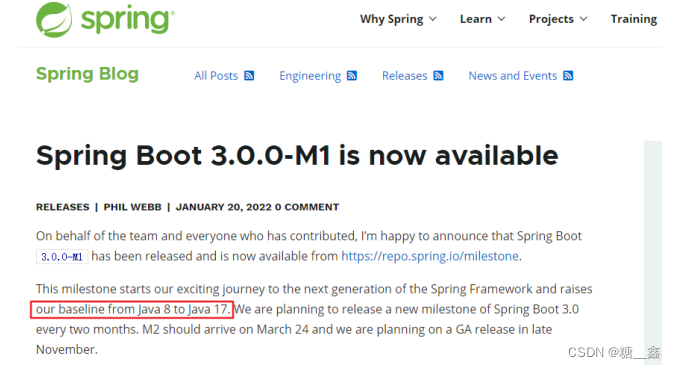 spring
Why Spring Learn Projects Training
Spring Blog All Posts Engineering Releases News and Events
Spring Boot 3.0.0-M1 is now available
RELEASES | PHIL WEBB | JANUARY 20, 2022 0 COMMENT
On behalf of the team and everyone who has contributed, I'm happy to announce that Spring Boot
3.0.0-M1 has been released and is now available from https://repo.spring.io/milestone.
This milestone starts our exciting journey to the next generation of the Spring Framework and raises
our baseline from Java 8 to Java 17. We are planning to release a new milestone of Spring Boot 3.0
every two months. M2 should arrive on March 24 and we are planning on a GA release in late
November.
CSDN @糖__鑫